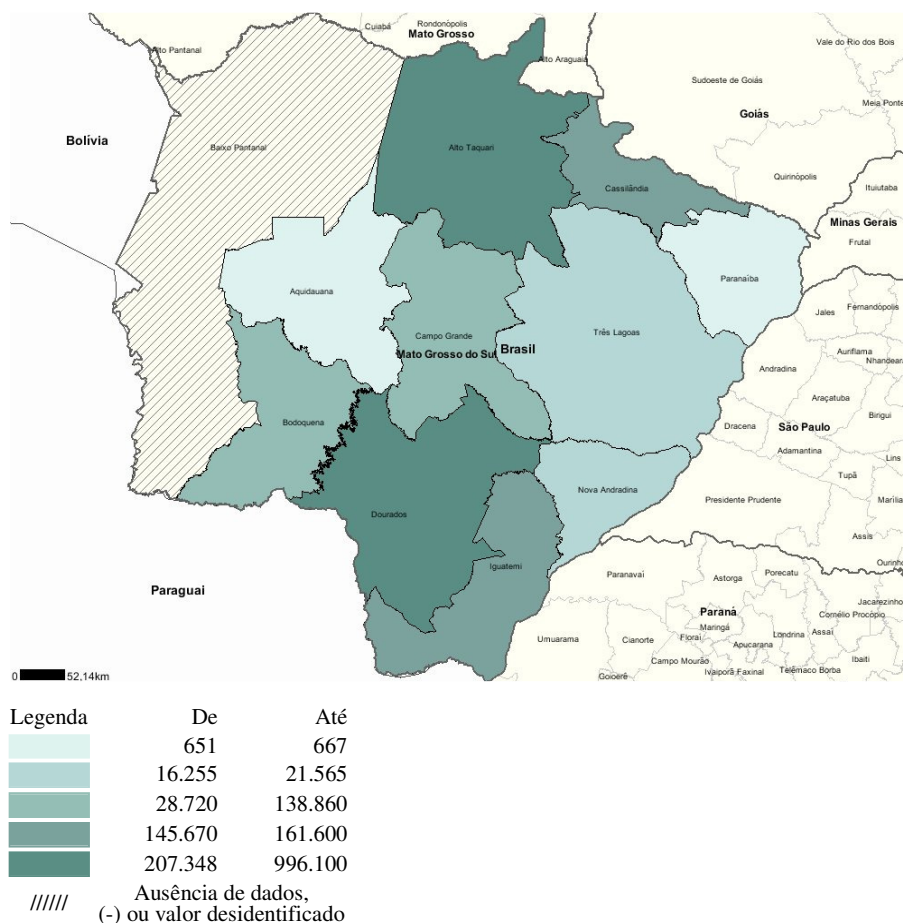 Cuiabá
Rondonópolis
Mato Grosso
Alto Pantanal
Alto Araguaia
Vale do Rio dos Bois
Sudoeste de Goiás
Meia Ponte
Goiás
Bolívia
Baixo Pantanal
Alto Taquari
Quirinópolis
Cassilândia
Ituiutaba
Minas Gerais
Frutal
Paranaíba
Aquidauana
Jales
Fernandópolis
Campo Grande
Três Lagoas
Mato Grosso do Sul
Brasil
Auriflama
Nhandeara
Andradina
Araçatuba
Birigui
Dracena
São Paulo
Bodoquena
Adamantina
Lins
Tupã
Nova Andradina
Presidente Prudente
Marília
Dourados
Assis
Iguatemi
Ourinhos
Paranavaí
Astorga
Porecatu
Paraguai
Paraná
Jacarezinho
Cornélio Procópio
Maringá
Umuarama
Cianorte
Floraí
Apucarana
Londrina
Assaí
Campo Mourão
Ibaiti
Goioerê
Ivaiporã
Faxinal
Telêmaco Borba
0 52.14km
Legenda De Até
651 667
16.255 21.565
28.720 138.860
145.670 161.600
207.348 996.100
////// Ausência de dados,
(-) ou valor desidentificado